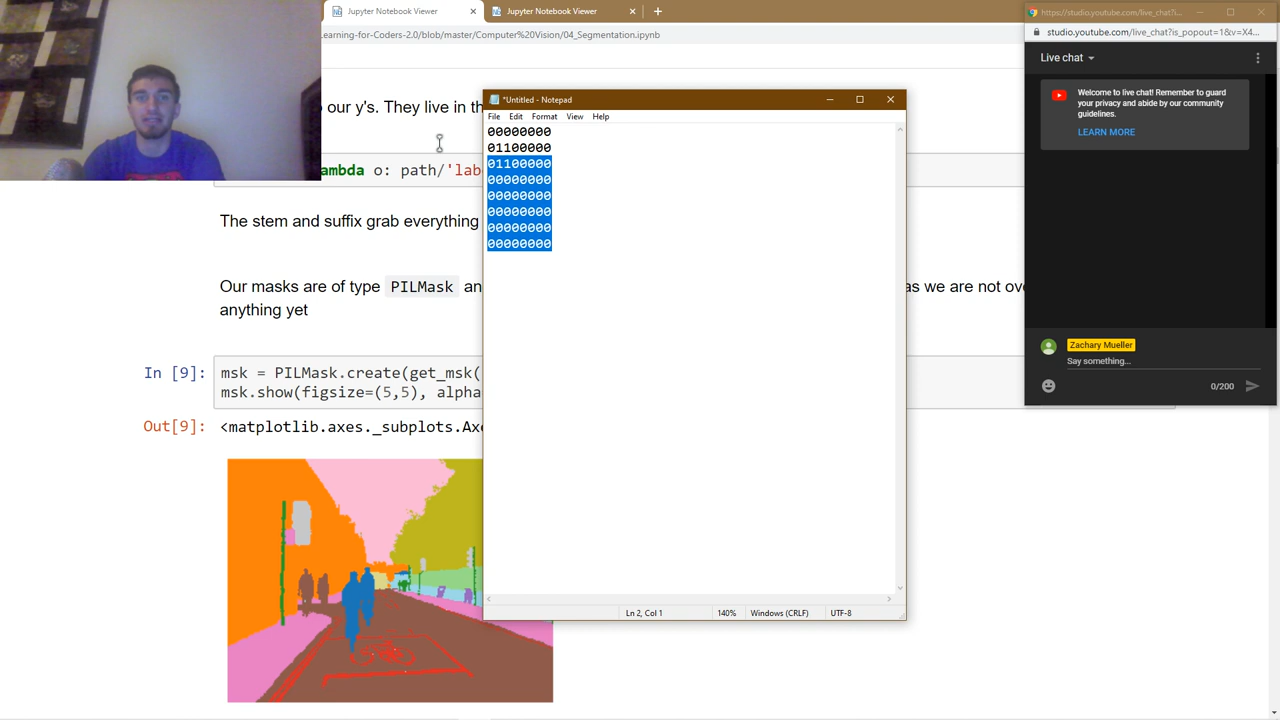 Jupyter Notebook Viewer
Jupyter Notebook Viewer
earning-for-Coders-2.0/blob/master/Computer%20Vision/04_Segmentation.ipynb
https://studio.youtube.com/live_chat?is_popout=1&v=X4...
studio.youtube.com/live_chat?is_popout=1&v=X4...
Live chat
Welcome to live chat! Remember to guard
your privacy and abide by our community
guidelines.
LEARN MORE
Zachary Mueller
Say something...
0/200
our y's. They live in th
*Untitled - Notepad
File Edit Format View Help
00000000
01100000
01100000
00000000
00000000
00000000
00000000
00000000
Ln 2, Col 1 140% Windows (CRLF) UTF-8
ambda o: path/'lab
The stem and suffix grab everything
Our masks are of type PILMask an as we are not ov
anything yet
In [9]: msk = PILMask.create(get_msk(
msk.show(figsize=(5,5), alpha
Out[9]: <matplotlib.axes._subplots.Axe